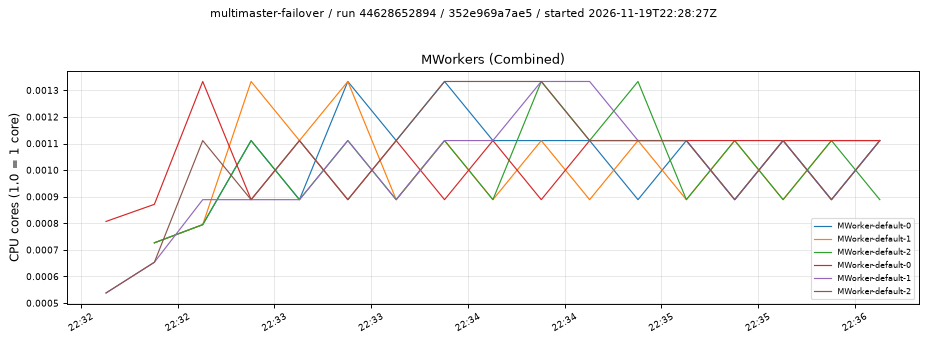 multimaster-failover / run 44628652894 / 352e969a7ae5 / started 2026-11-19T22:28:27Z
MWorkers (Combined)
CPU cores (1.0 = 1 core)
0.0013
0.0012
0.0011
0.0010
0.0009
0.0008
0.0007
0.0006
0.0005
MWorker-default-0
MWorker-default-1
MWorker-default-2
MWorker-default-0
MWorker-default-1
MWorker-default-2
22:32
22:32
22:33
22:33
22:34
22:34
22:35
22:35
22:36